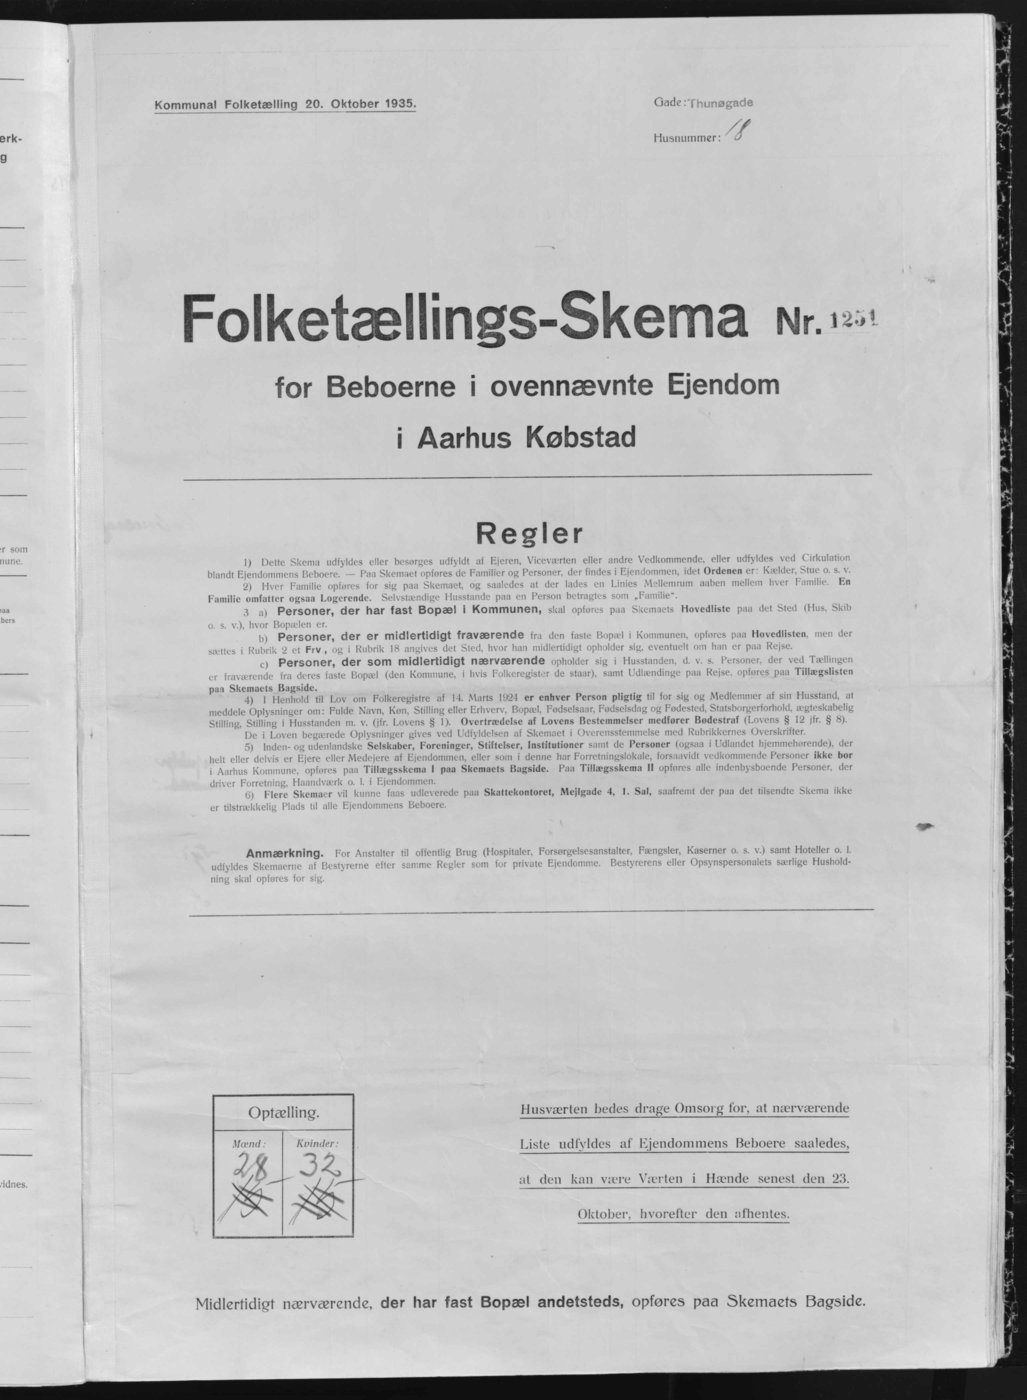 erk-
g
er som
mune.
paa
bers
vidnes.
Kommunal Folketælling 20. Oktober 1935.
Gade: Thunøgade
Husnummer: 18
Folketællings-Skema Nr. 1251
for Beboerne i ovennævnte Ejendom
i Aarhus Købstad
Regler
1) Dette Skema udfyldes eller besørges udfyldt af Ejeren, Viceværten eller andre Vedkommende, eller udfyldes ved Cirkulation
blandt Ejendommens Beboere. — Paa Skemaet opføres de Familier og Personer, der findes i Ejendommen, idet Ordenen er: Kælder, Stue o. s. v.
2) Hver Familie opføres for sig paa Skemaet, og saaledes at der lades en Linies Mellemrum aaben mellem hver Familie. En
Familie omfatter ogsaa Logerende. Selvstændige Husstande paa en Person betragtes som „Familie“.
3 a) Personer, der har fast Bopæl i Kommunen, skal opføres paa Skemaets Hovedliste paa det Sted (Hus, Skib
o. s. v.), hvor Bopælen er.
b) Personer, der er midlertidigt fraværende fra den faste Bopæl i Kommunen, opføres paa Hovedlisten, men der
sættes i Rubrik 2 et Frv, og i Rubrik 18 angives det Sted, hvor han midlertidigt opholder sig, eventuelt om han er paa Rejse.
c) Personer, der som midlertidigt nærværende opholder sig i Husstanden, d. v. s. Personer, der ved Tællingen
er fraværende fra deres faste Bopæl (den Kommune, i hvis Folkeregister de staar), samt Udlændinge paa Rejse, opføres paa Tillægslisten
paa Skemaets Bagside.
4) I Henhold til Lov om Folkeregistre af 14. Marts 1924 er enhver Person pligtig til for sig og Medlemmer af sin Husstand, at
meddele Oplysninger om: Fulde Navn, Køn, Stilling eller Erhverv, Bopæl, Fødselsaar, Fødselsdag og Fødested, Statsborgerforhold, ægteskabelig
Stilling, Stilling i Husstanden m. v. (jfr. Lovens § 1). Overtrædelse af Lovens Bestemmelser medfører Bødestraf (Lovens § 12 jfr. § 8).
De i Loven begærede Oplysninger gives ved Udfyldelsen af Skemaet i Overensstemmelse med Rubrikkernes Overskrifter.
5) Inden- og udenlandske Selskaber, Foreninger, Stiftelser, Institutioner samt de Personer (ogsaa i Udlandet hjemmehørende), der
helt eller delvis er Ejere eller Medejere af Ejendommen, eller som i denne har Forretningslokale, forsaavidt vedkommende Personer ikke bor
i Aarhus Kommune, opføres paa Tillægsskema I paa Skemaets Bagside. Paa Tillægsskema II opføres alle indenbysboende Personer, der
driver Forretning, Haandværk o. l. i Ejendommen.
6) Flere Skemaer vil kunne faas udleverede paa Skattekontoret, Mejlgade 4, 1. Sal, saafremt der paa det tilsendte Skema ikke
er tilstrækkelig Plads til alle Ejendommens Beboere.
Anmærkning. For Anstalter til offentlig Brug (Hospitaler, Forsørgelsesanstalter, Fængsler, Kaserner o. s. v.) samt Hoteller o. l.
udfyldes Skemaerne af Bestyrerne efter samme Regler som for private Ejendomme. Bestyrerens eller Opsynspersonalets særlige Hushold-
ning skal opføres for sig.
Optælling.
Mænd: Kvinder:
28 32
Husværten bedes drage Omsorg for, at nærværende
Liste udfyldes af Ejendommens Beboere saaledes,
at den kan være Værten i Hænde senest den 23.
Oktober, hvorefter den afhentes.
Midlertidigt nærværende, der har fast Bopæl andetsteds, opføres paa Skemaets Bagside.